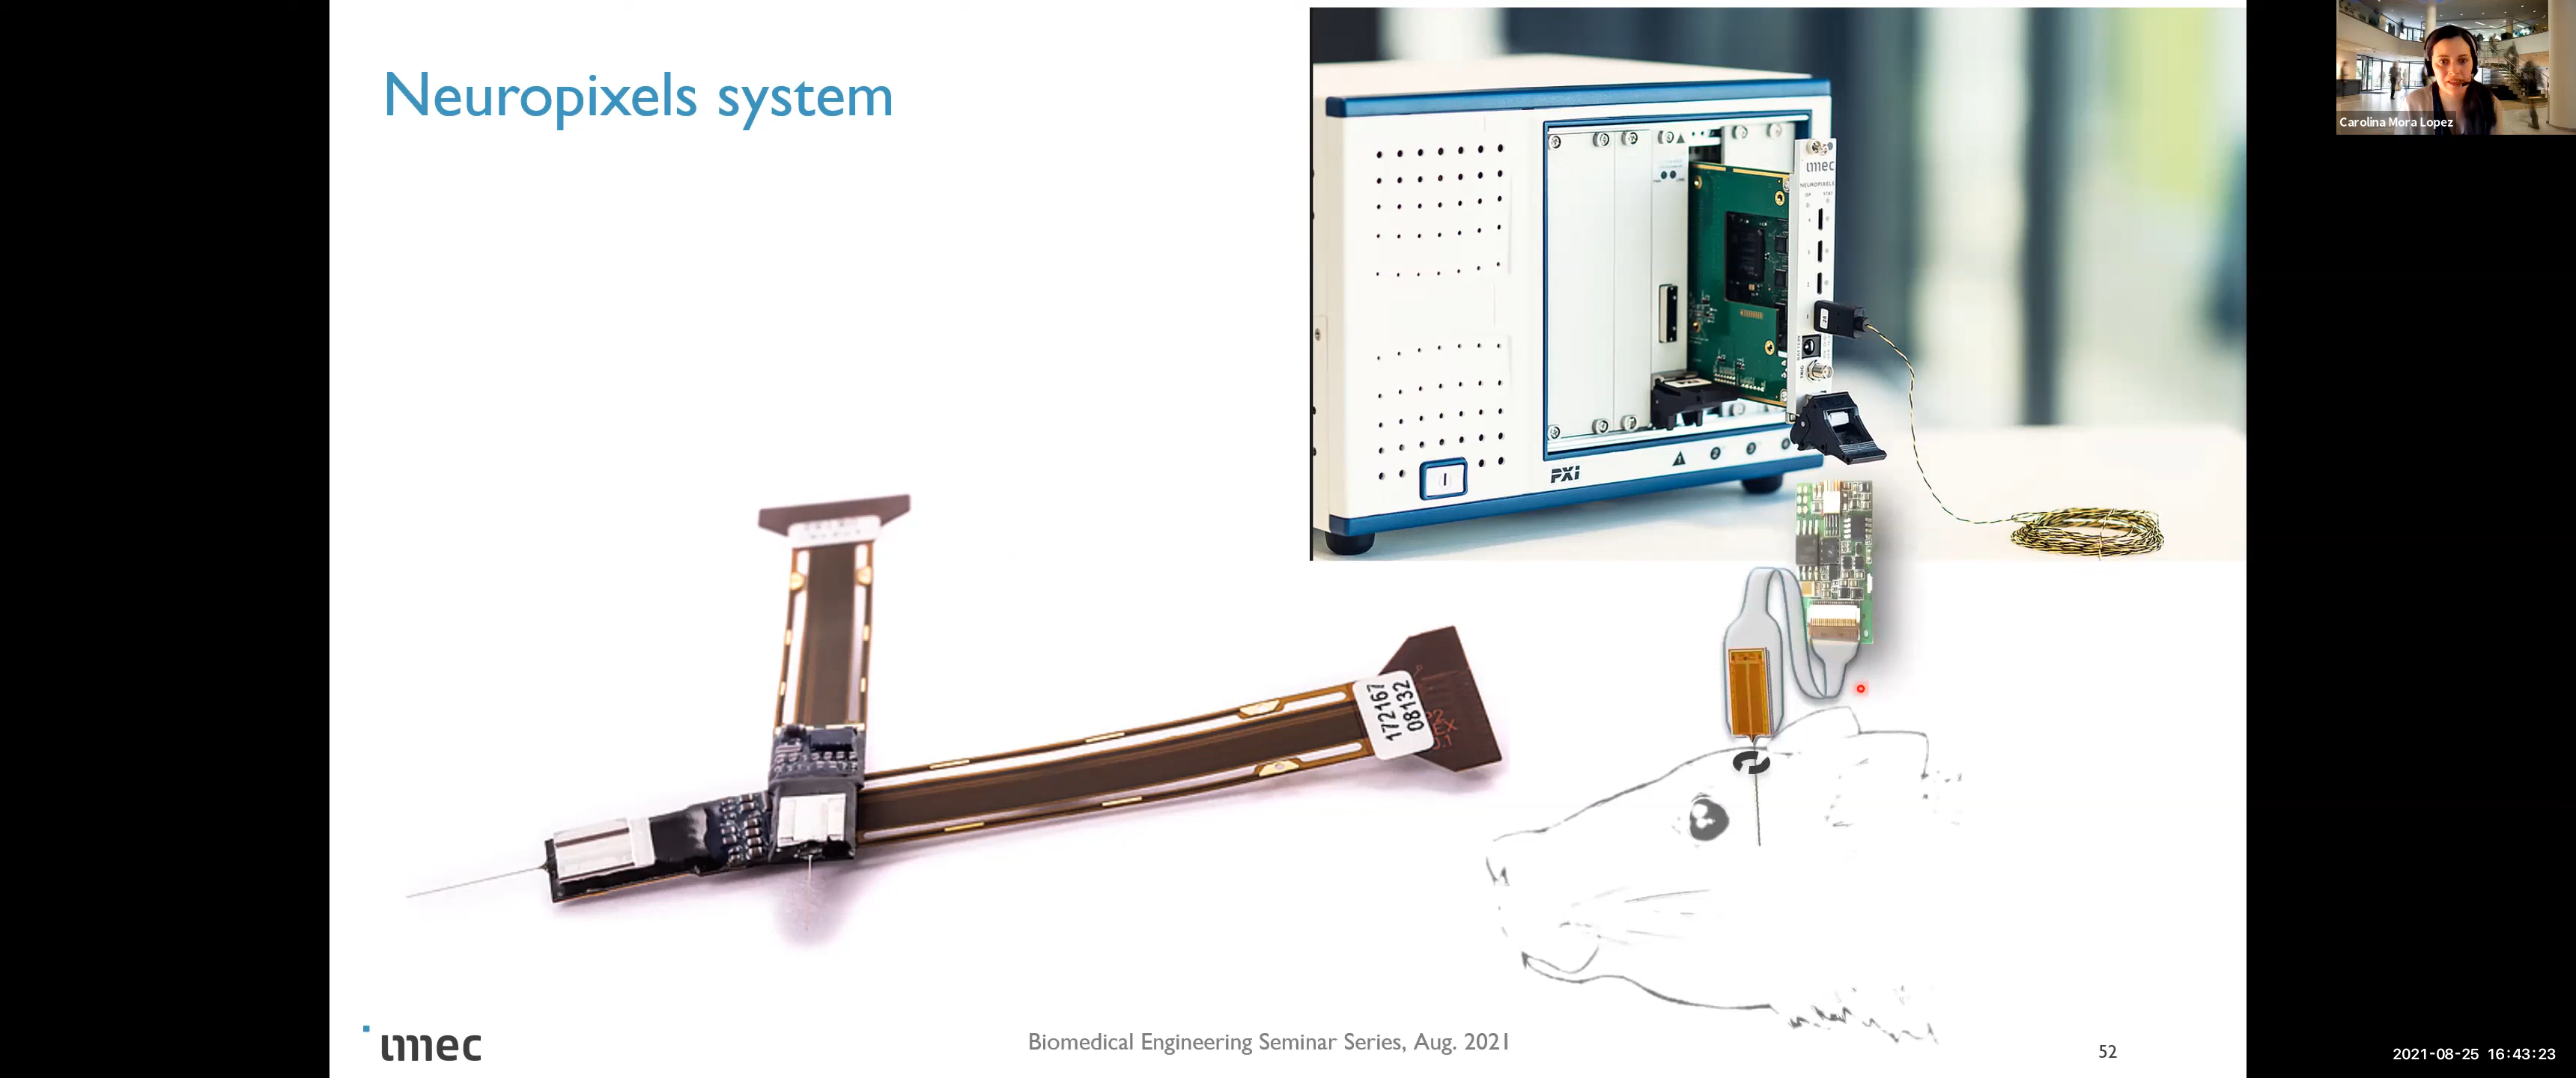 Neuropixels system
Carolina Mora Lopez
imec
NEUROPIXELS
PXI
172167
08132
imec
Biomedical Engineering Seminar Series, Aug. 2021
52
2021-08-25 16:43:23